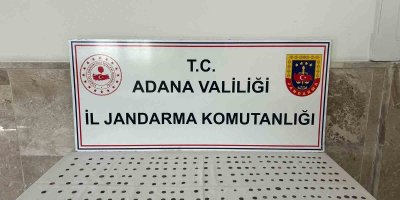 T.C.
ADANA VALİLİĞİ
İL JANDARMA KOMUTANLIĞI